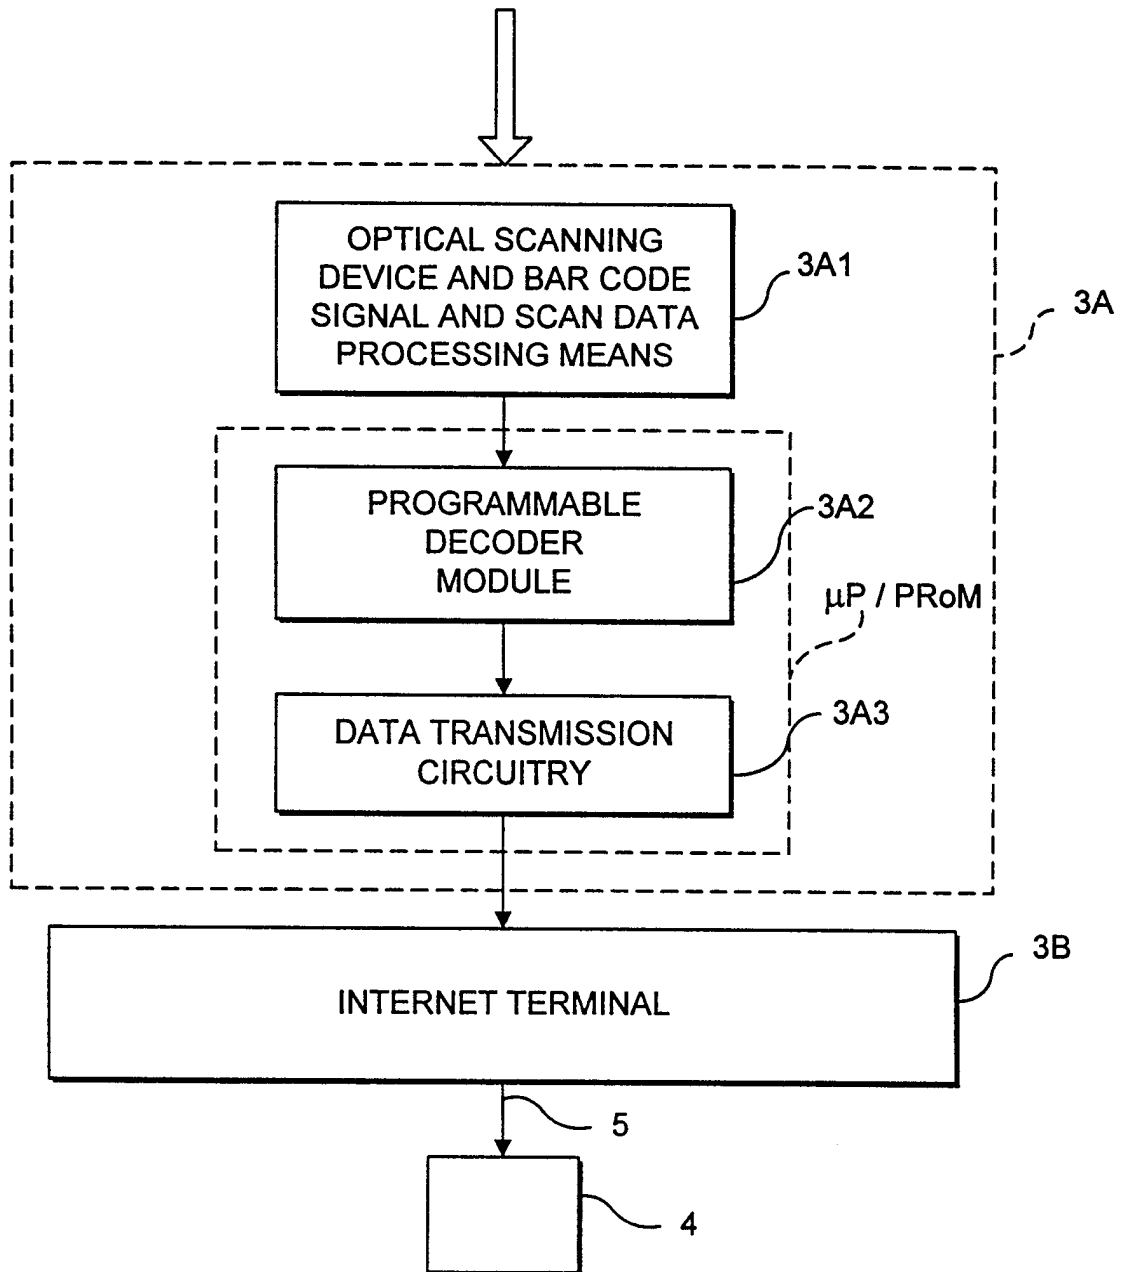 OPTICAL SCANNING
DEVICE AND BAR CODE
SIGNAL AND SCAN DATA
PROCESSING MEANS
3A1
3A
PROGRAMMABLE
DECODER
MODULE
3A2
μP / PRoM
DATA TRANSMISSION
CIRCUITRY
3A3
INTERNET TERMINAL
3B
5
4